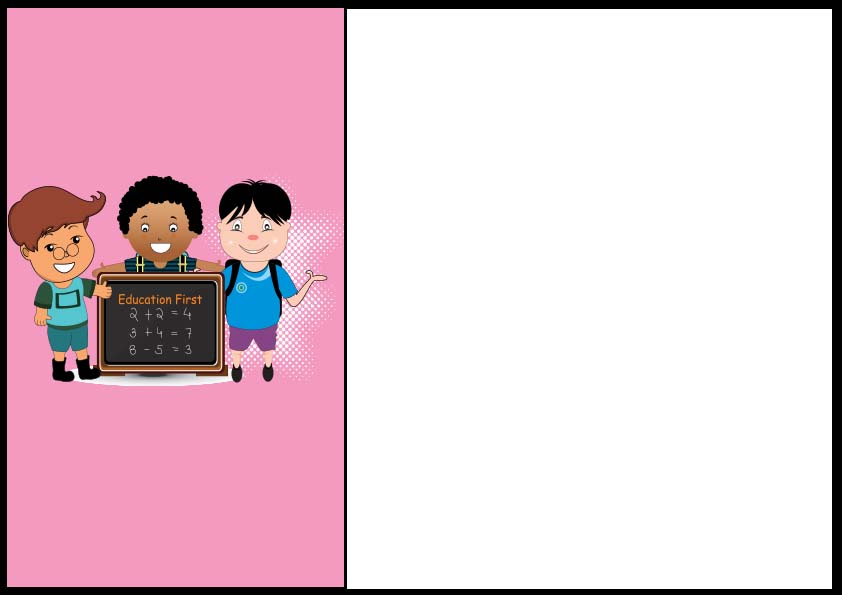 Education First
2 + 2 = 4
3 + 4 = 7
8 - 5 = 3